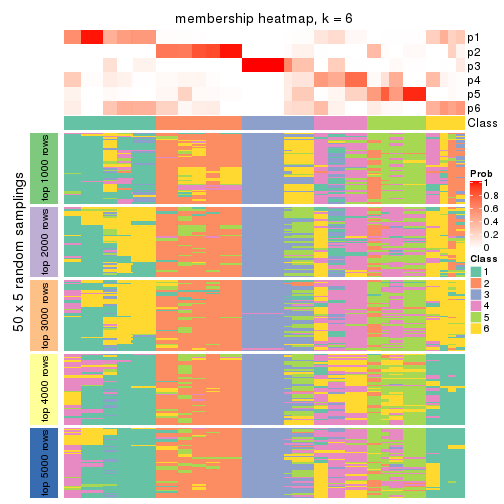 membership heatmap, k = 6
p1
p2
p3
p4
p5
p6
Class
50 x 5 random samplings
top 1000 rows
top 2000 rows
top 3000 rows
top 4000 rows
top 5000 rows
Prob
1
0.8
0.6
0.4
0.2
0
Class
1
2
3
4
5
6